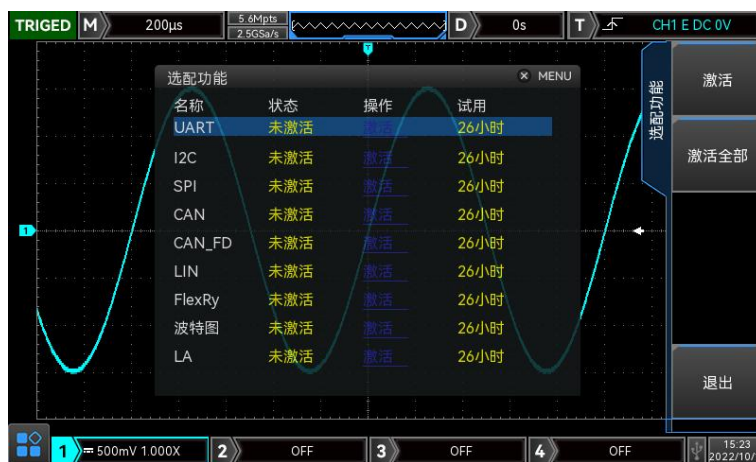 TRIGED M 200μs 5.6Mpts D 0s T CH1 E DC 0V
2.5GSa/s
T
选配功能 MENU
名称 状态 操作 试用
UART 未激活 激活 26小时
I2C 未激活 激活 26小时
SPI 未激活 激活 26小时
CAN 未激活 激活 26小时
CAN_FD 未激活 激活 26小时
LIN 未激活 激活 26小时
FlexRy 未激活 激活 26小时
波特图 未激活 激活 26小时
LA 未激活 激活 26小时
1
选配功能
激活
激活全部
退出
1 500mV 1.000X 2 OFF 3 OFF 4 OFF 15:23
2022/10/